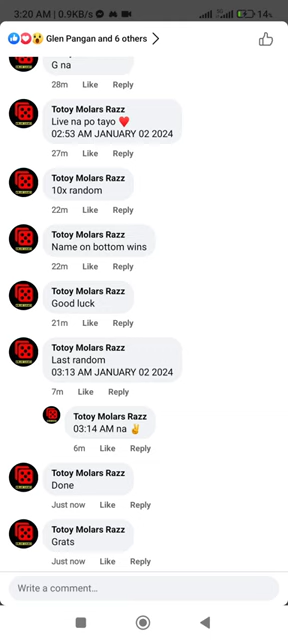 3:20 AM | 0.9KB/s
14%
Glen Pangan and 6 others
G na
28m Like Reply
Totoy Molars Razz
Live na po tayo ❤️
02:53 AM JANUARY 02 2024
27m Like Reply
Totoy Molars Razz
10x random
22m Like Reply
Totoy Molars Razz
Name on bottom wins
22m Like Reply
Totoy Molars Razz
Good luck
21m Like Reply
Totoy Molars Razz
Last random
03:13 AM JANUARY 02 2024
7m Like Reply
Totoy Molars Razz
03:14 AM na ✌️
6m Like Reply
Totoy Molars Razz
Done
Just now Like Reply
Totoy Molars Razz
Grats
Just now Like Reply
Write a comment...